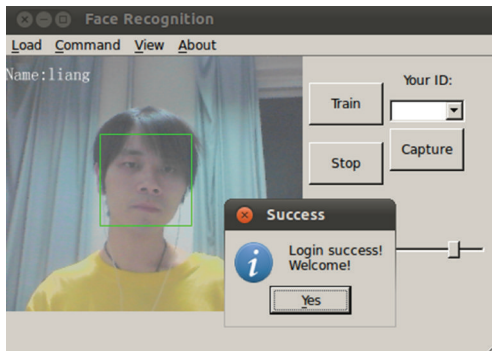 Face Recognition
Load Command View About
Name:liang
Your ID:
Train
Capture
Stop
Success
Login success!
Welcome!
Yes